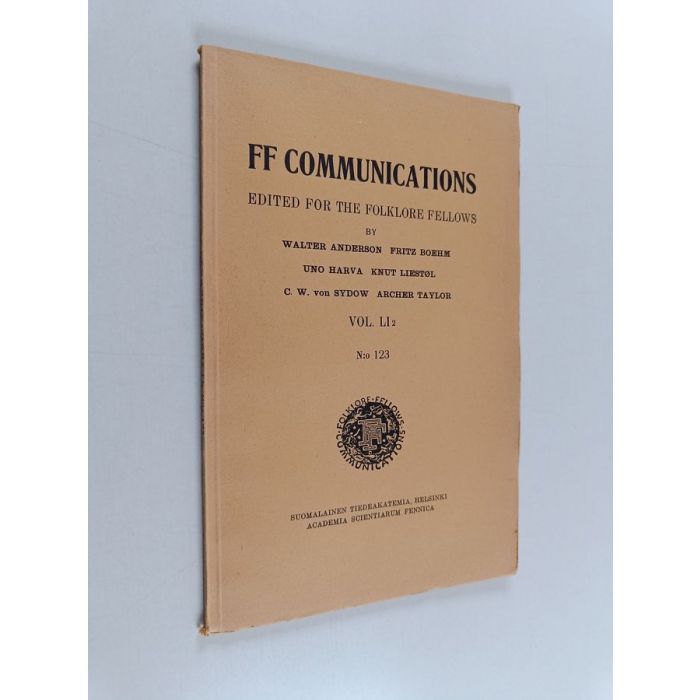 FF COMMUNICATIONS
EDITED FOR THE FOLKLORE FELLOWS
BY
WALTER ANDERSON FRITZ BOEHM
UNO HARVA KNUT LIESTØL
C. W. von SYDOW ARCHER TAYLOR
VOL. LI2
N:o 123
·FOLKLORE·FELLOWS·
COMMUNICATIONS
FF
SUOMALAINEN TIEDEAKATEMIA, HELSINKI
ACADEMIA SCIENTIARUM FENNICA